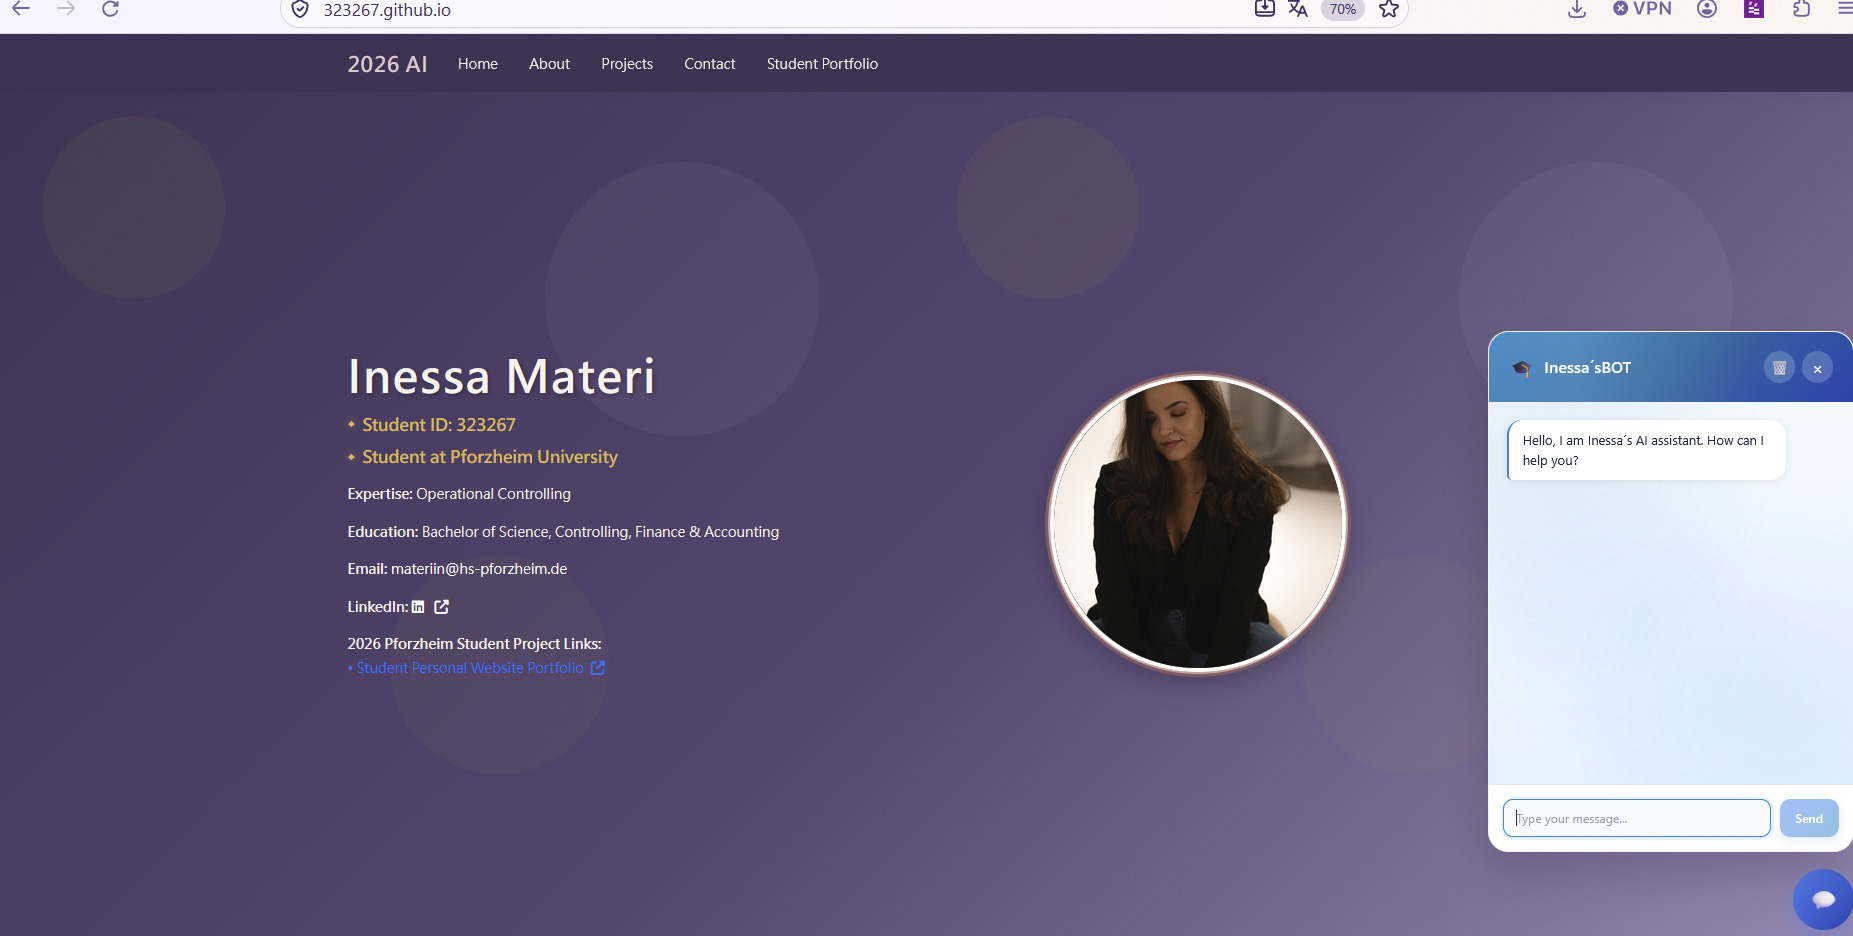 323267.github.io
70%
VPN
2026 AI
Home
About
Projects
Contact
Student Portfolio
Inessa Materi
Student ID: 323267
Student at Pforzheim University
Expertise: Operational Controlling
Education: Bachelor of Science, Controlling, Finance & Accounting
Email: materiin@hs-pforzheim.de
LinkedIn:
2026 Pforzheim Student Project Links:
• Student Personal Website Portfolio
Inessa´sBOT
Hello, I am Inessa´s AI assistant. How can I
help you?
Type your message...
Send